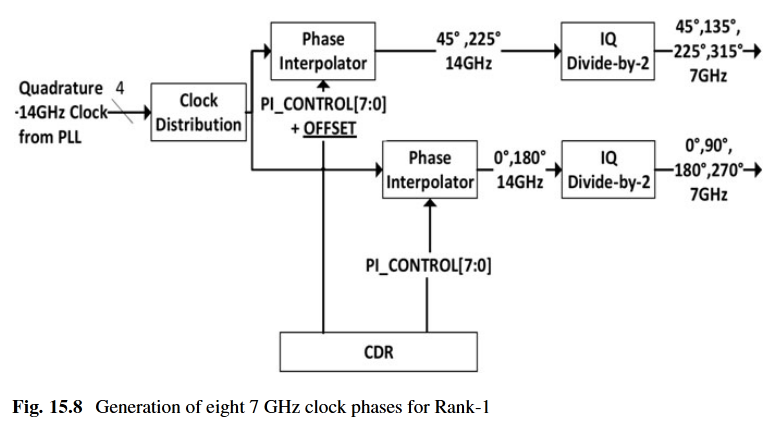 Quadrature 4
-14GHz Clock
from PLL
Clock
Distribution
Phase
Interpolator
PI_CONTROL[7:0]
+ OFFSET
45° ,225°
14GHz
IQ
Divide-by-2
45°,135°,
225°,315°
7GHz
Phase
Interpolator
0°,180°
14GHz
IQ
Divide-by-2
0°,90°,
180°,270°
7GHz
PI_CONTROL[7:0]
CDR
Fig. 15.8 Generation of eight 7 GHz clock phases for Rank-1